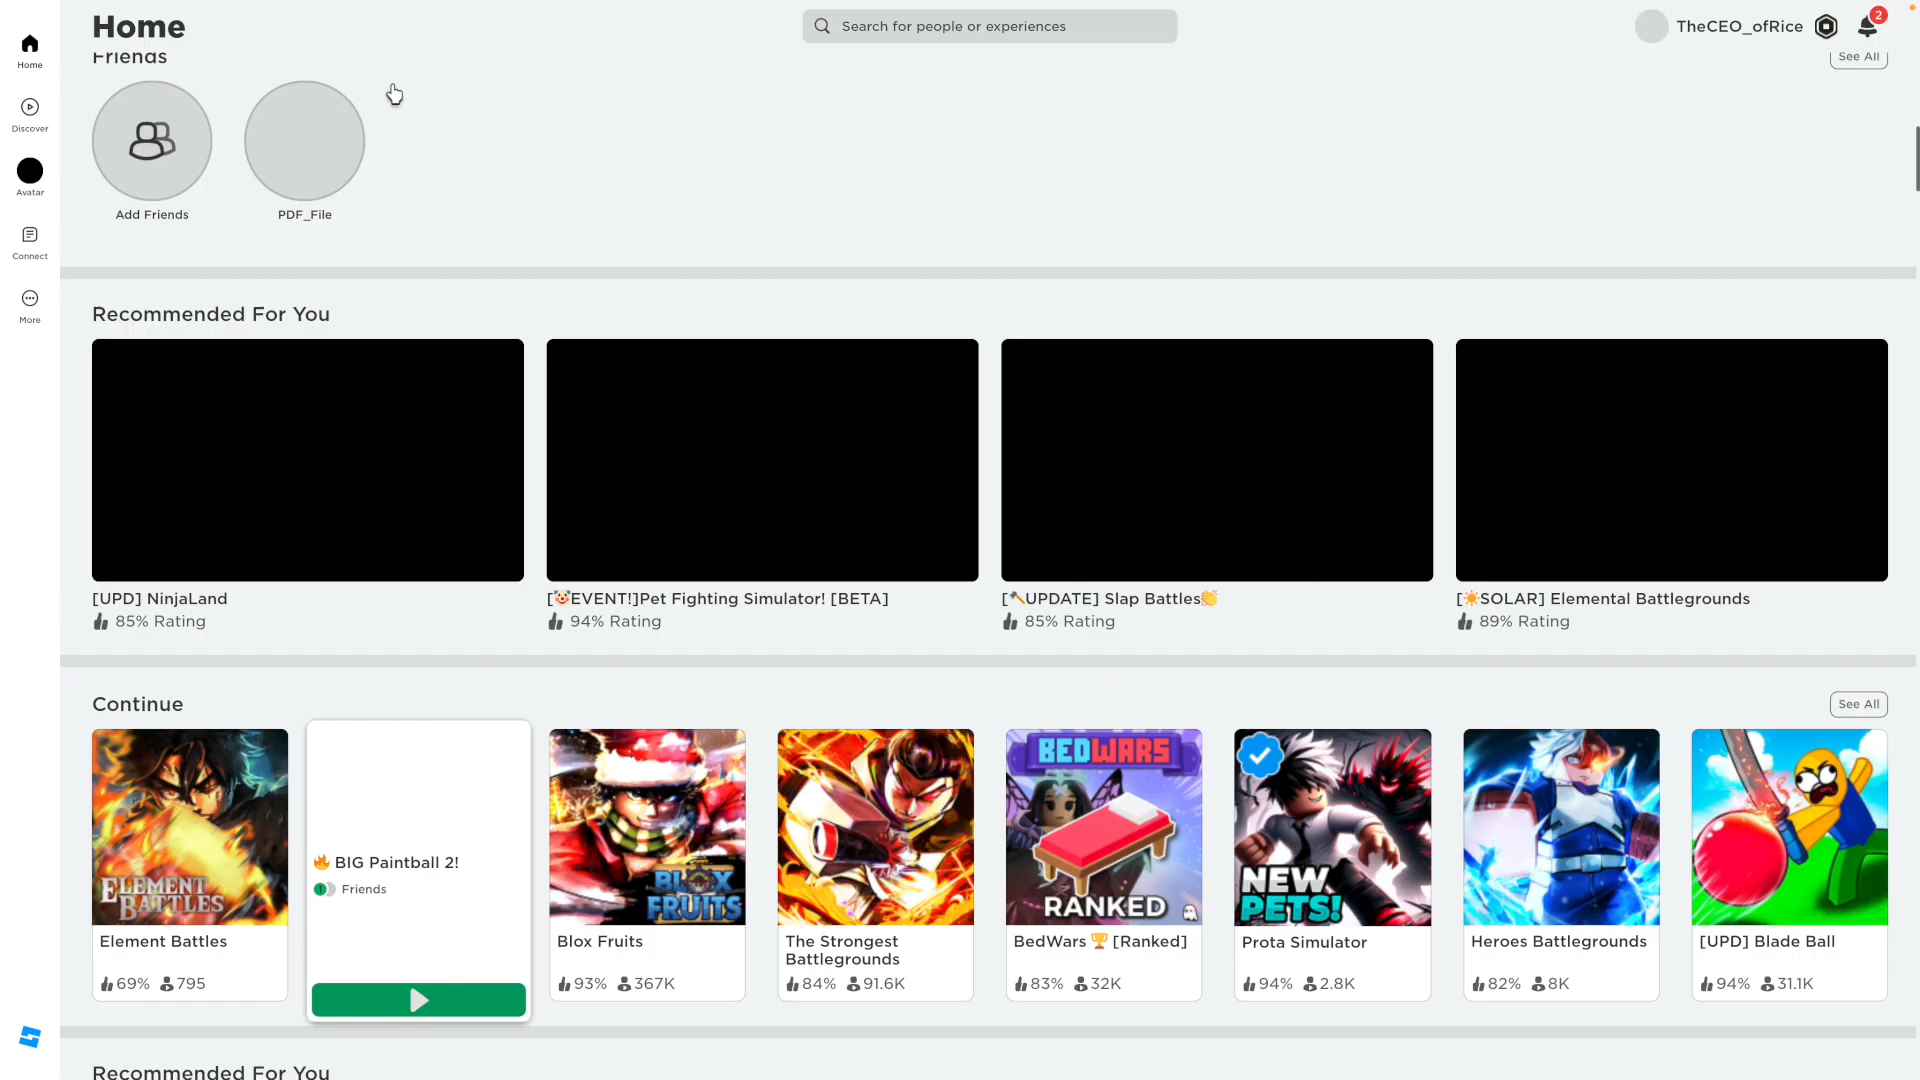 Home
Search for people or experiences
TheCEO_ofRice
2
Home
Friends
See All
Discover
Avatar
Connect
More
Add Friends
PDF_File
Recommended For You
[UPD] NinjaLand
85% Rating
[🤡EVENT!]Pet Fighting Simulator! [BETA]
94% Rating
[🔨UPDATE] Slap Battles👏
85% Rating
[☀️SOLAR] Elemental Battlegrounds
89% Rating
Continue
See All
ELEMENT
BATTLES
Element Battles
69% 795
🔥 BIG Paintball 2!
1 Friends
BLOX
FRUITS
Blox Fruits
93% 367K
The Strongest
Battlegrounds
84% 91.6K
BEDWARS
RANKED
BedWars 🏆 [Ranked]
83% 32K
NEW
PETS!
Prota Simulator
94% 2.8K
Heroes Battlegrounds
82% 8K
[UPD] Blade Ball
94% 31.1K
Recommended For You